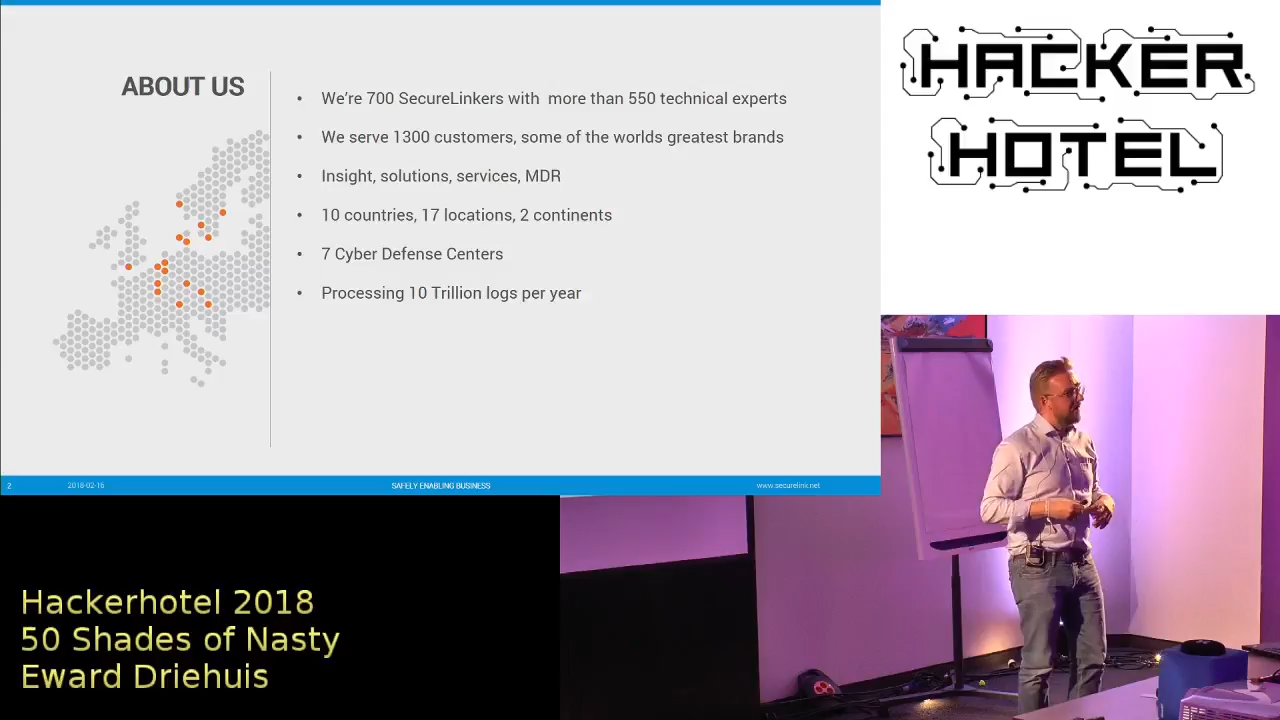 ABOUT US
• We're 700 SecureLinkers with more than 550 technical experts
• We serve 1300 customers, some of the worlds greatest brands
• Insight, solutions, services, MDR
• 10 countries, 17 locations, 2 continents
• 7 Cyber Defense Centers
• Processing 10 Trillion logs per year
2
2018-02-16
SAFELY ENABLING BUSINESS
www.securelink.net
HACKER
HOTEL
Hackerhotel 2018
50 Shades of Nasty
Eward Driehuis